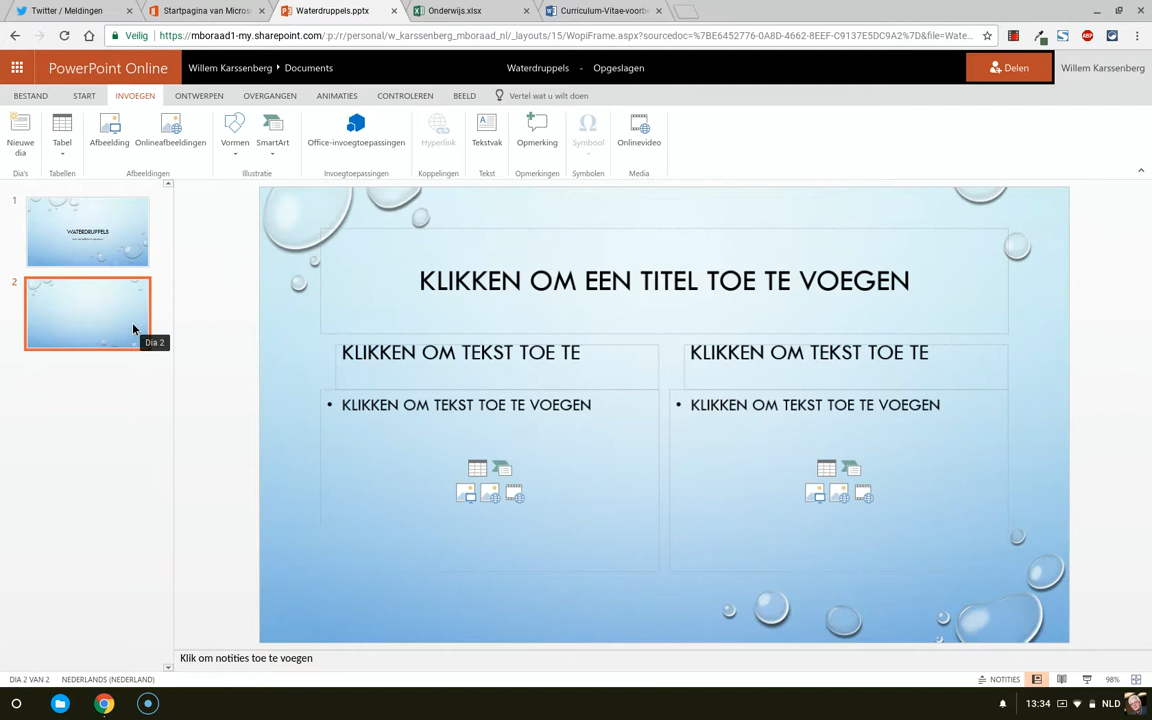 Twitter / Meldingen
Startpagina van Micros
Waterdruppels.pptx
Onderwijs.xlsx
Curriculum-Vitae-voorb
Veilig
https://mboraad1-my.sharepoint.com/:p:/r/personal/w_karssenberg_mboraad_nl/_layouts/15/WopiFrame.aspx?sourcedoc=%7BE6452776-0A8D-4662-8EEF-C9137E5DC9A2%7D&file=Wate...
PowerPoint Online
Willem Karssenberg
Documents
Waterdruppels - Opgeslagen
Delen
Willem Karssenberg
BESTAND
START
INVOEGEN
ONTWERPEN
OVERGANGEN
ANIMATIES
CONTROLEREN
BEELD
Vertel wat u wilt doen
Nieuwe
dia
Tabel
Afbeelding
Onlineafbeeldingen
Vormen
SmartArt
Office-invoegtoepassingen
Hyperlink
Tekstvak
Opmerking
Symbool
Onlinevideo
Dia's
Tabellen
Afbeeldingen
Illustratie
Invoegtoepassingen
Koppelingen
Tekst
Opmerkingen
Symbolen
Media
1
WATERDRUPPELS
2
Dia 2
KLIKKEN OM EEN TITEL TOE TE VOEGEN
KLIKKEN OM TEKST TOE TE
KLIKKEN OM TEKST TOE TE
• KLIKKEN OM TEKST TOE TE VOEGEN
• KLIKKEN OM TEKST TOE TE VOEGEN
Klik om notities toe te voegen
DIA 2 VAN 2
NEDERLANDS (NEDERLAND)
NOTITIES
98%
13:34
NLD